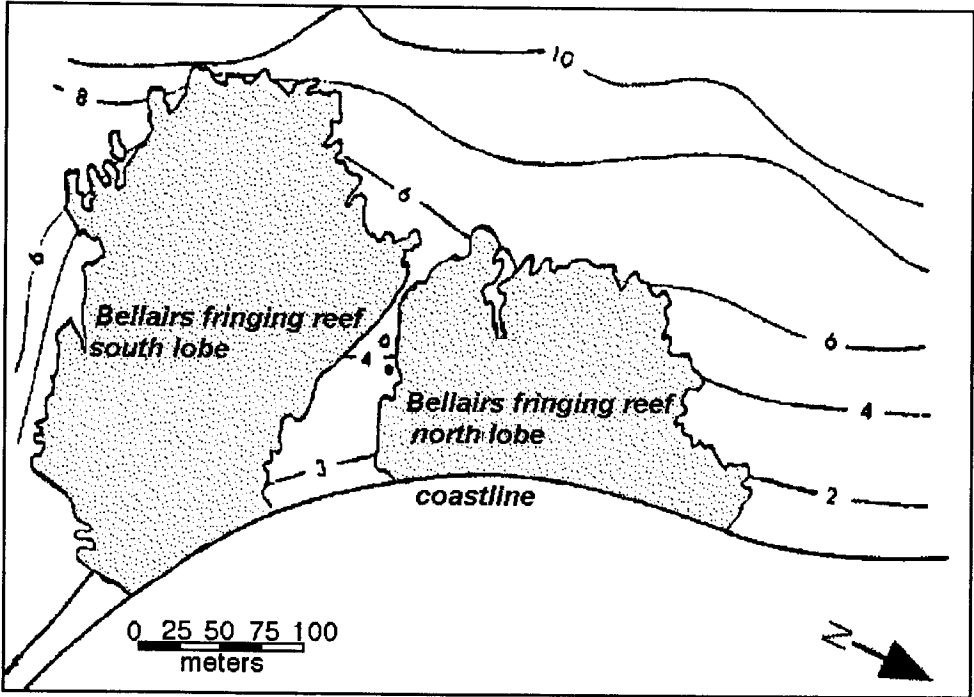 10
8
6
6
Bellairs fringing reef
south lobe
6
4
Bellairs fringing reef
north lobe
4
3
2
coastline
0 25 50 75 100
meters
N